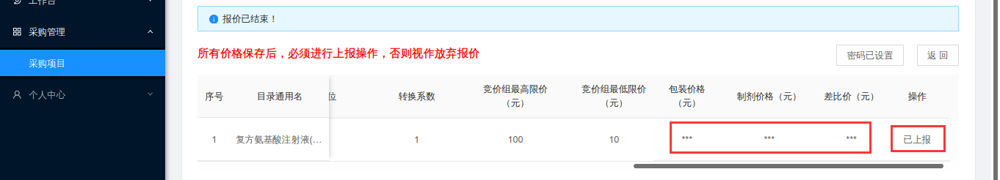 工作台
采购管理
采购项目
个人中心
报价已结束！
所有价格保存后，必须进行上报操作，否则视作放弃报价
密码已设置
返 回
序号
目录通用名
位
转换系数
竞价组最高限价
（元）
竞价组最低限价
（元）
包装价格
（元）
制剂价格（元）
差比价（元）
操作
1
复方氨基酸注射液(...
1
100
10
***
***
***
已上报